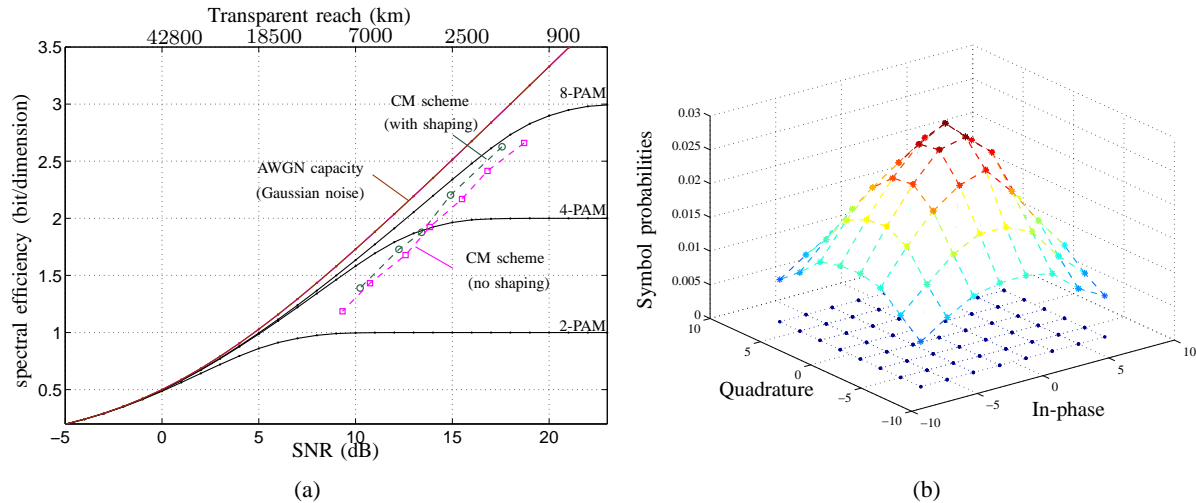 Transparent reach (km)
42800 18500 7000 2500 900
3.5
3
2.5
2
1.5
1
0.5
spectral efficiency (bit/dimension)
8-PAM
CM scheme
(with shaping)
AWGN capacity
(Gaussian noise)
4-PAM
CM scheme
(no shaping)
2-PAM
−5 0 5 10 15 20
SNR (dB)
(a)
0.03
0.025
0.02
0.015
0.01
0.005
0
Symbol probabilities
10
5
0
−5
−10
Quadrature
−10
−5
0
5
10
In-phase
(b)